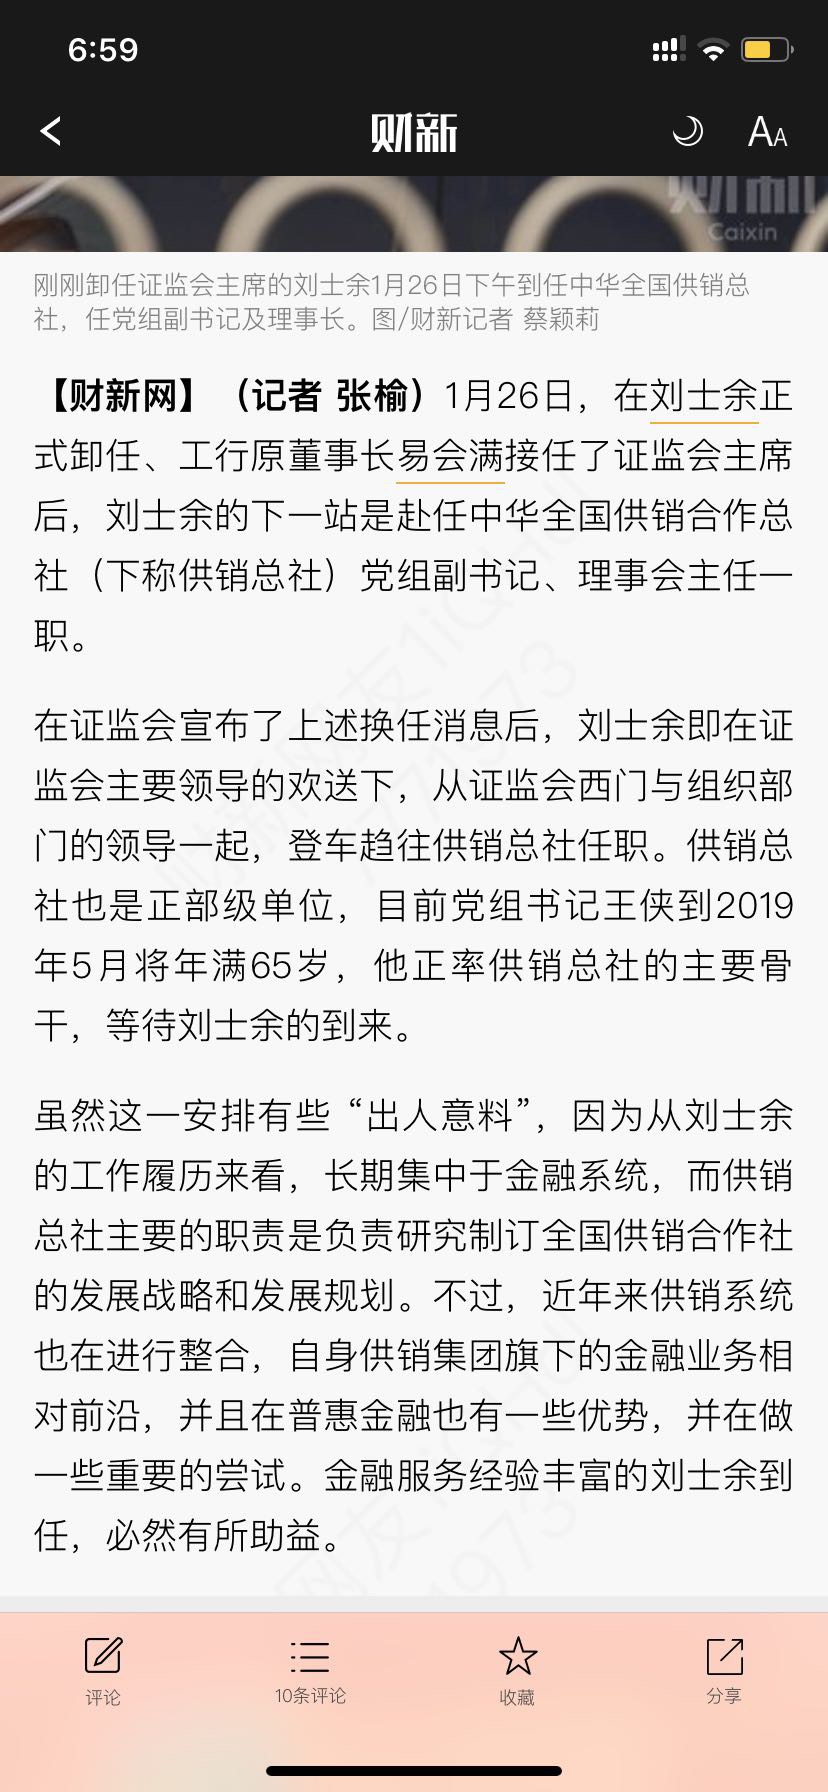 6:59
财新
AA
财新
Caixin
刚刚卸任证监会主席的刘士余1月26日下午到任中华全国供销总
社，任党组副书记及理事长。图/财新记者 蔡颖莉
【财新网】（记者 张榆）1月26日，在刘士余正
式卸任、工行原董事长易会满接任了证监会主席
后，刘士余的下一站是赴任中华全国供销合作总
社（下称供销总社）党组副书记、理事会主任一
职。
在证监会宣布了上述换任消息后，刘士余即在证
监会主要领导的欢送下，从证监会西门与组织部
门的领导一起，登车趋往供销总社任职。供销总
社也是正部级单位，目前党组书记王侠到2019
年5月将年满65岁，他正率供销总社的主要骨
干，等待刘士余的到来。
虽然这一安排有些“出人意料”，因为从刘士余
的工作履历来看，长期集中于金融系统，而供销
总社主要的职责是负责研究制订全国供销合作社
的发展战略和发展规划。不过，近年来供销系统
也在进行整合，自身供销集团旗下的金融业务相
对前沿，并且在普惠金融也有一些优势，并在做
一些重要的尝试。金融服务经验丰富的刘士余到
任，必然有所助益。
评论
10条评论
收藏
分享